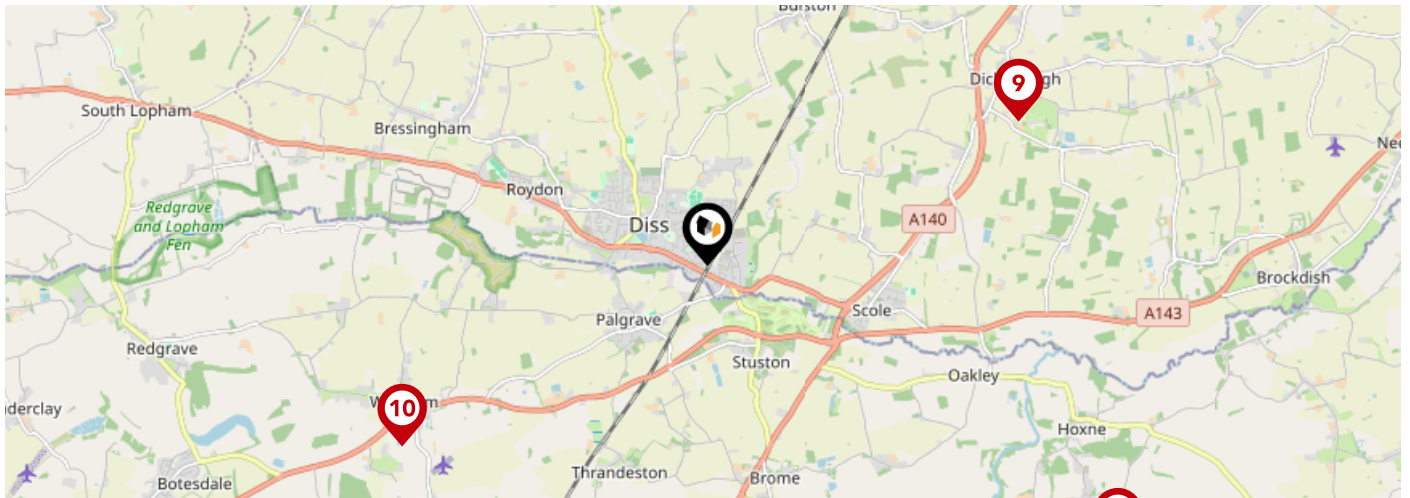 Burston
9
South Lopham
Bressingham
Roydon
Redgrave
and Lopham
Fen
Diss
A140
Brockdish
Scole
A143
Palgrave
Redgrave
Stuston
Oakley
10
Hoxne
Thrandeston
Brome
Botesdale